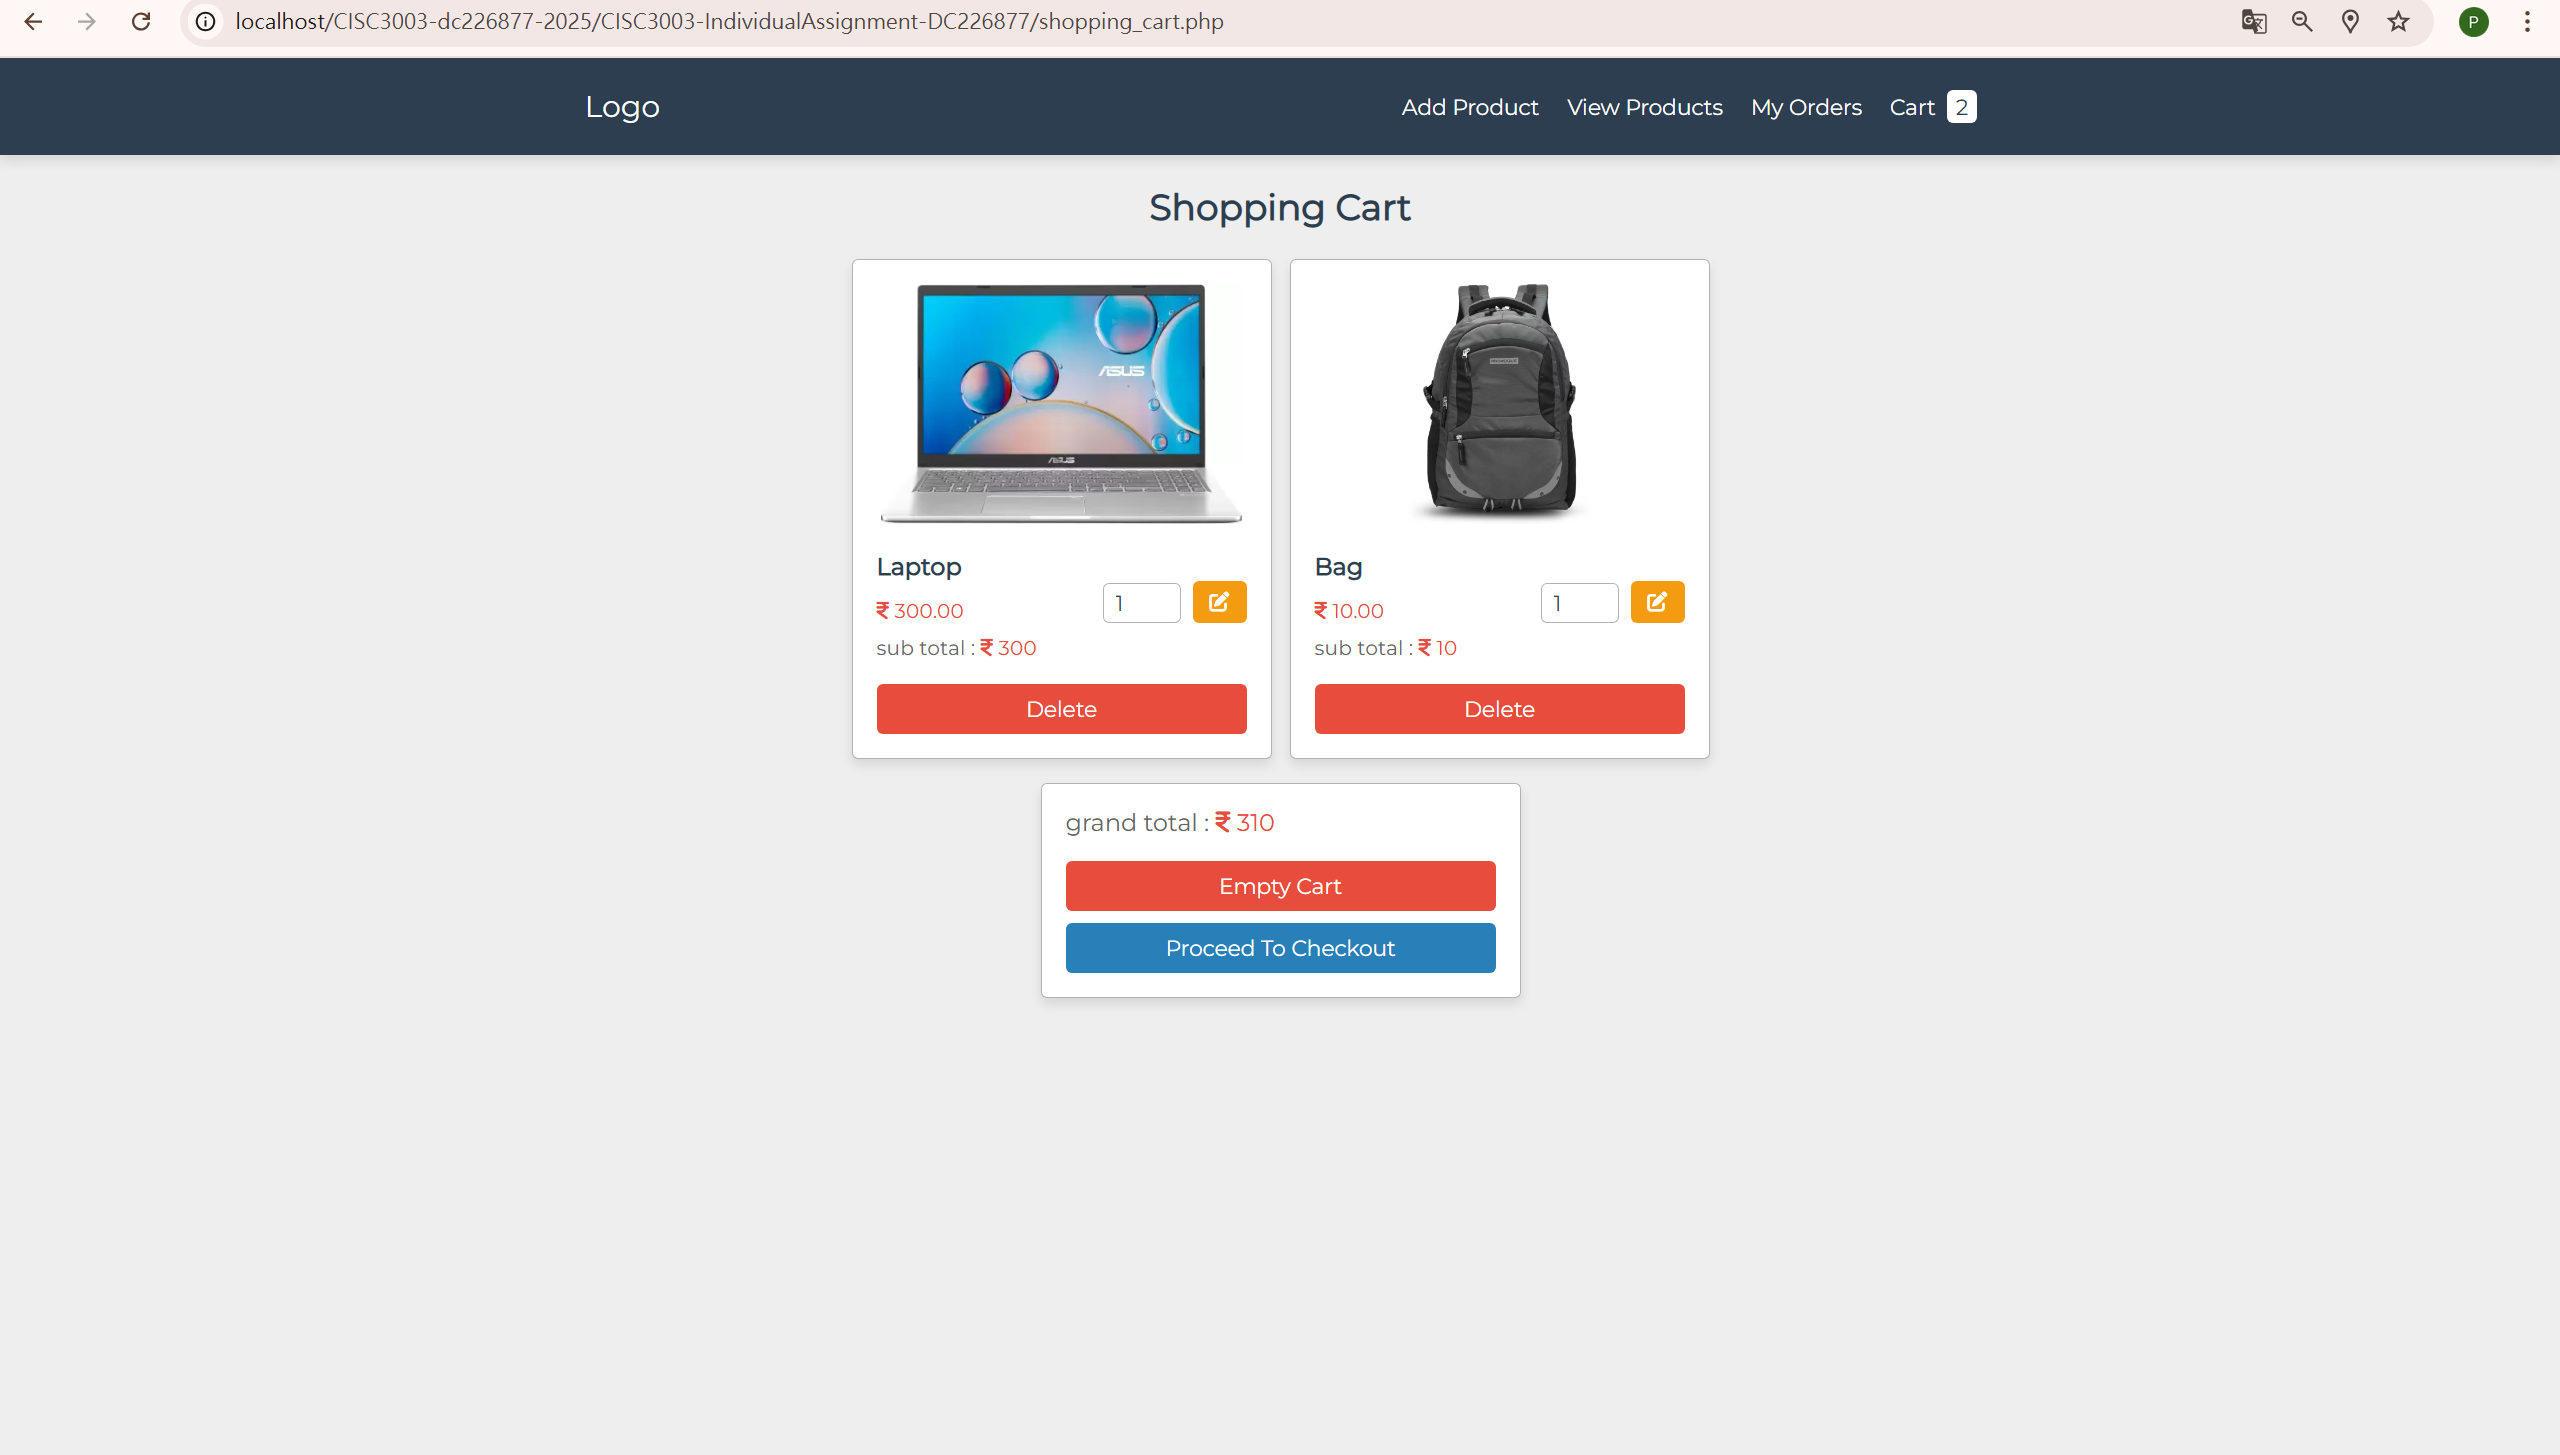 localhost/CISC3003-dc226877-2025/CISC3003-IndividualAssignment-DC226877/shopping_cart.php
P
Logo
Add Product View Products My Orders Cart 2
Shopping Cart
ASUS
ASUS
Laptop
₹ 300.00
1
sub total : ₹ 300
Delete
Bag
₹ 10.00
1
sub total : ₹ 10
Delete
grand total : ₹ 310
Empty Cart
Proceed To Checkout